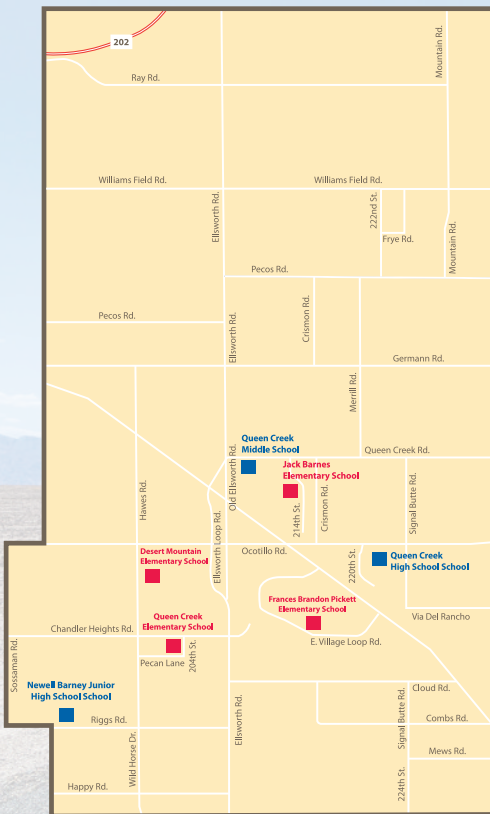 202
Mountain Rd.
Ray Rd.
Williams Field Rd.
Williams Field Rd.
Ellsworth Rd.
222nd St.
Frye Rd.
Mountain Rd.
Pecos Rd.
Pecos Rd.
Ellsworth Rd.
Crismon Rd.
Germann Rd.
Merrill Rd.
Queen Creek
Middle School
Queen Creek Rd.
Old Ellsworth Rd.
Jack Barnes
Elementary School
Hawes Rd.
Ellsworth Loop Rd.
214th St.
Crismon Rd.
Signal Butte Rd.
Desert Mountain
Elementary School
Ocotillo Rd.
220th St.
Queen Creek
High School School
Frances Brandon Pickett
Elementary School
Queen Creek
Elementary School
Via Del Rancho
Chandler Heights Rd.
E. Village Loop Rd.
Sossaman Rd.
Pecan Lane
204th St.
Newell Barney Junior
High School School
Cloud Rd.
Riggs Rd.
Ellsworth Rd.
Signal Butte Rd.
Combs Rd.
Wild Horse Dr.
Mews Rd.
Happy Rd.
224th St.